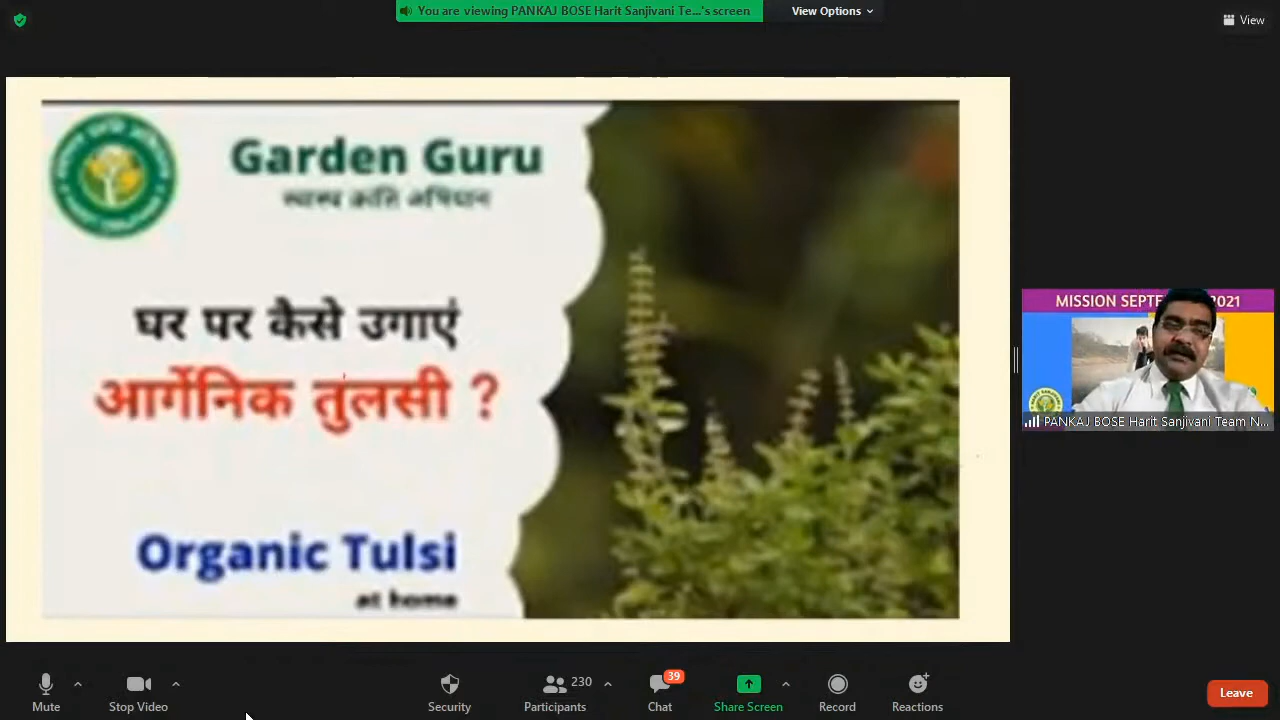 You are viewing PANKAJ BOSE Harit Sanjivani Te...'s screen
View Options
View
Garden Guru
स्वास्थ्य क्रांति अभियान
घर पर कैसे उगाएं
आर्गेनिक तुलसी ?
Organic Tulsi
at home
MISSION SEPTE
2021
PANKAJ BOSE Harit Sanjivani Team N...
Mute
Stop Video
Security
Participants
230
Chat
39
Share Screen
Record
Reactions
Leave